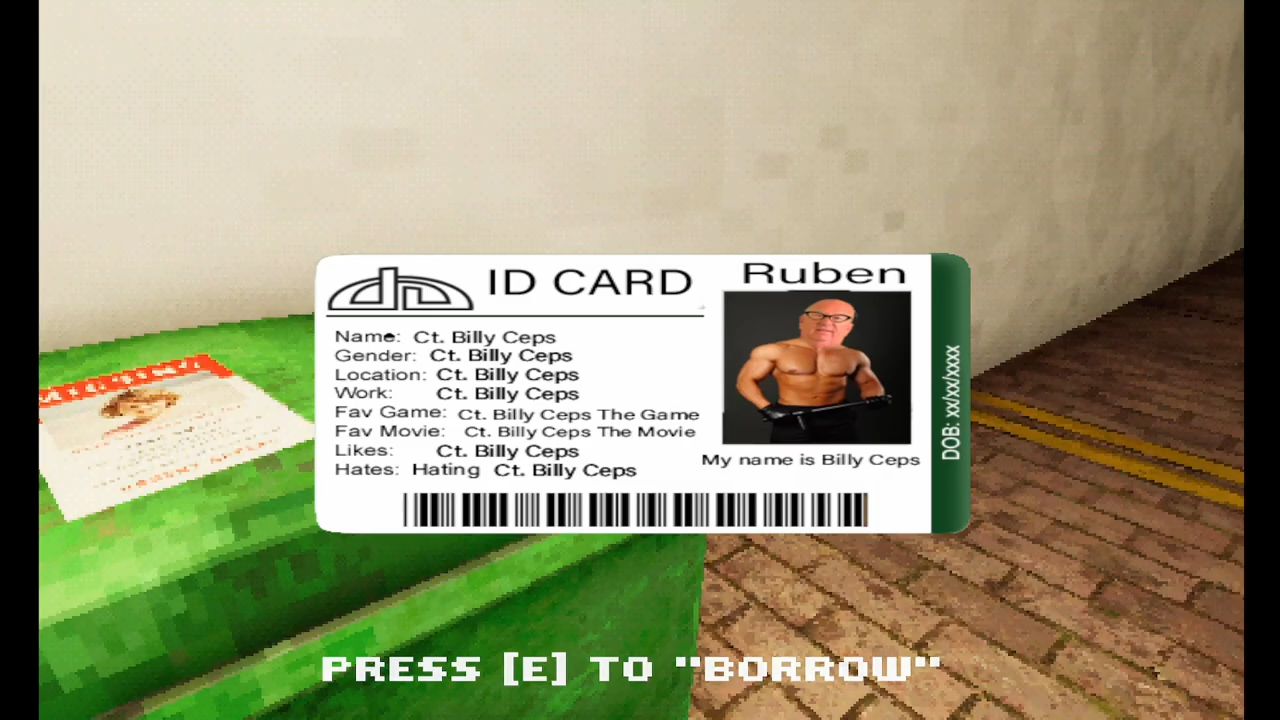 ID CARD
Ruben
Name: Ct. Billy Ceps
Gender: Ct. Billy Ceps
Location: Ct. Billy Ceps
Work: Ct. Billy Ceps
Fav Game: Ct. Billy Ceps The Game
Fav Movie: Ct. Billy Ceps The Movie
Likes: Ct. Billy Ceps
Hates: Hating Ct. Billy Ceps
My name is Billy Ceps
DOB: xx/xx/xxxx
PRESS [E] TO "BORROW"